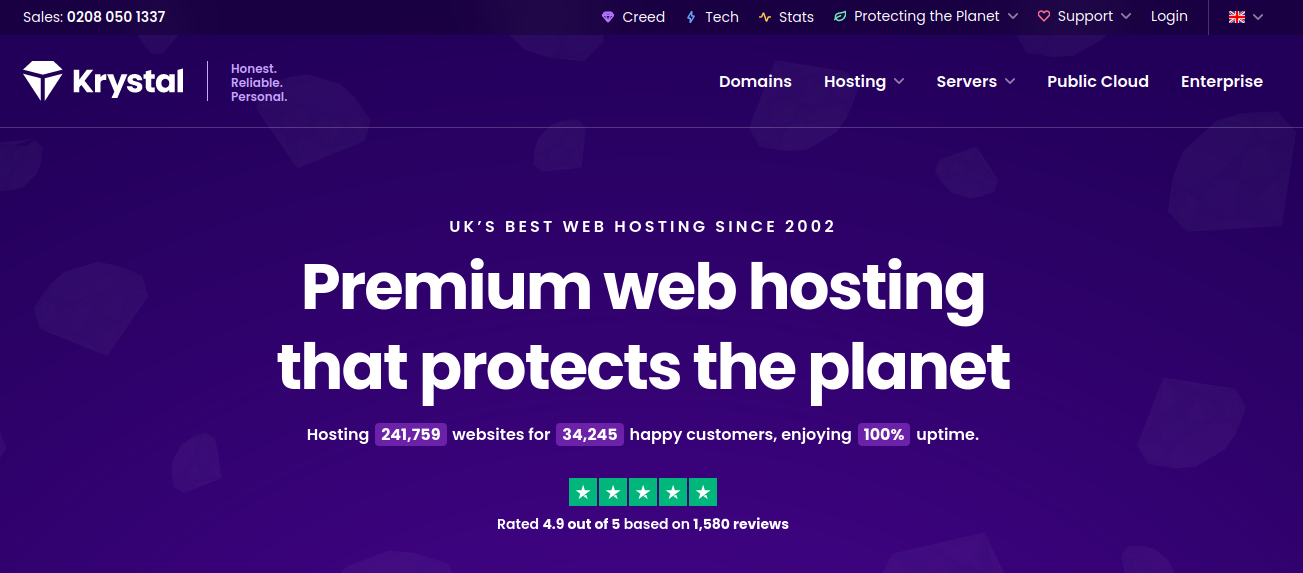 Sales: 0208 050 1337
Creed Tech Stats Protecting the Planet Support Login
Krystal
Honest.
Reliable.
Personal.
Domains Hosting Servers Public Cloud Enterprise
UK’S BEST WEB HOSTING SINCE 2002
Premium web hosting
that protects the planet
Hosting 241,759 websites for 34,245 happy customers, enjoying 100% uptime.
Rated 4.9 out of 5 based on 1,580 reviews